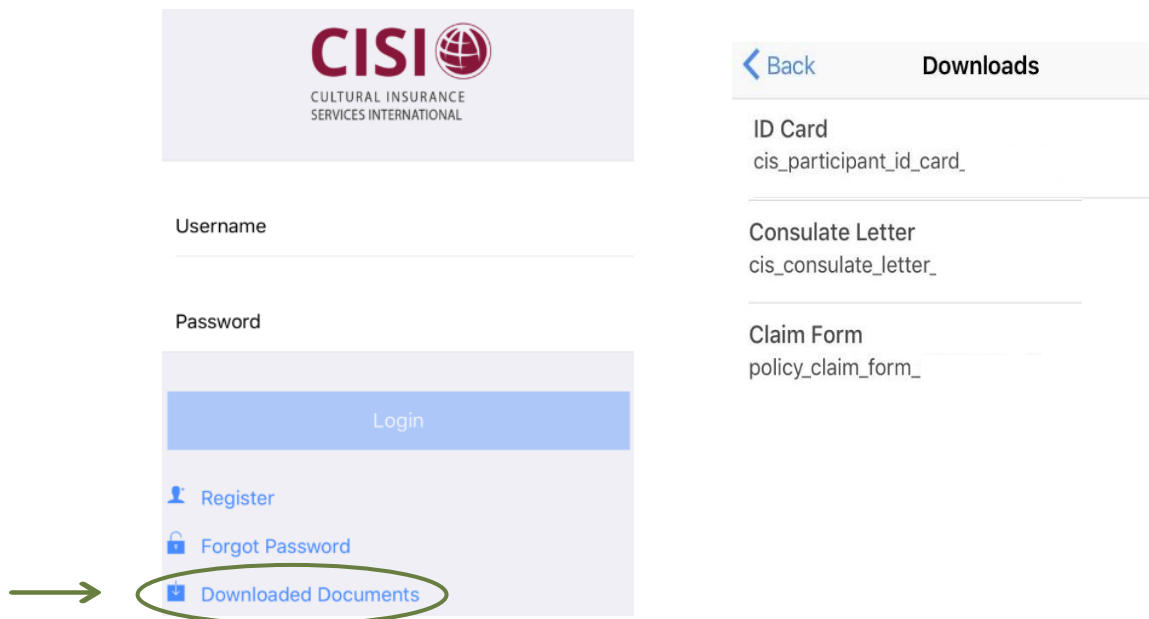 CISI
CULTURAL INSURANCE
SERVICES INTERNATIONAL
Username
Password
Login
Register
Forgot Password
Downloaded Documents
Back
Downloads
ID Card
cis_participant_id_card_
Consulate Letter
cis_consulate_letter_
Claim Form
policy_claim_form_